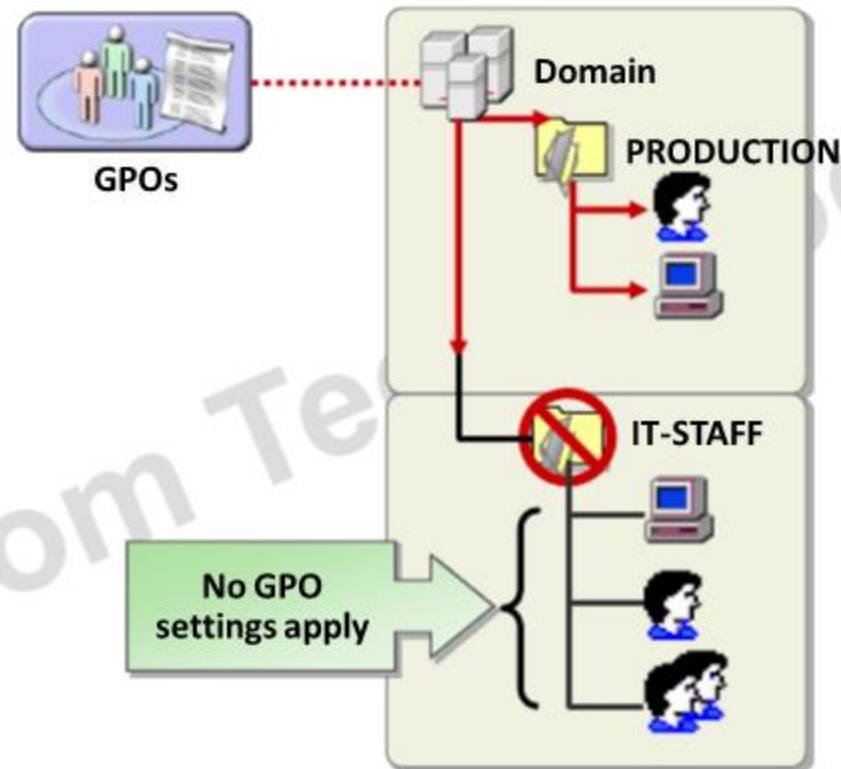 Domain
GPOs
PRODUCTION
IT-STAFF
No GPO
settings apply